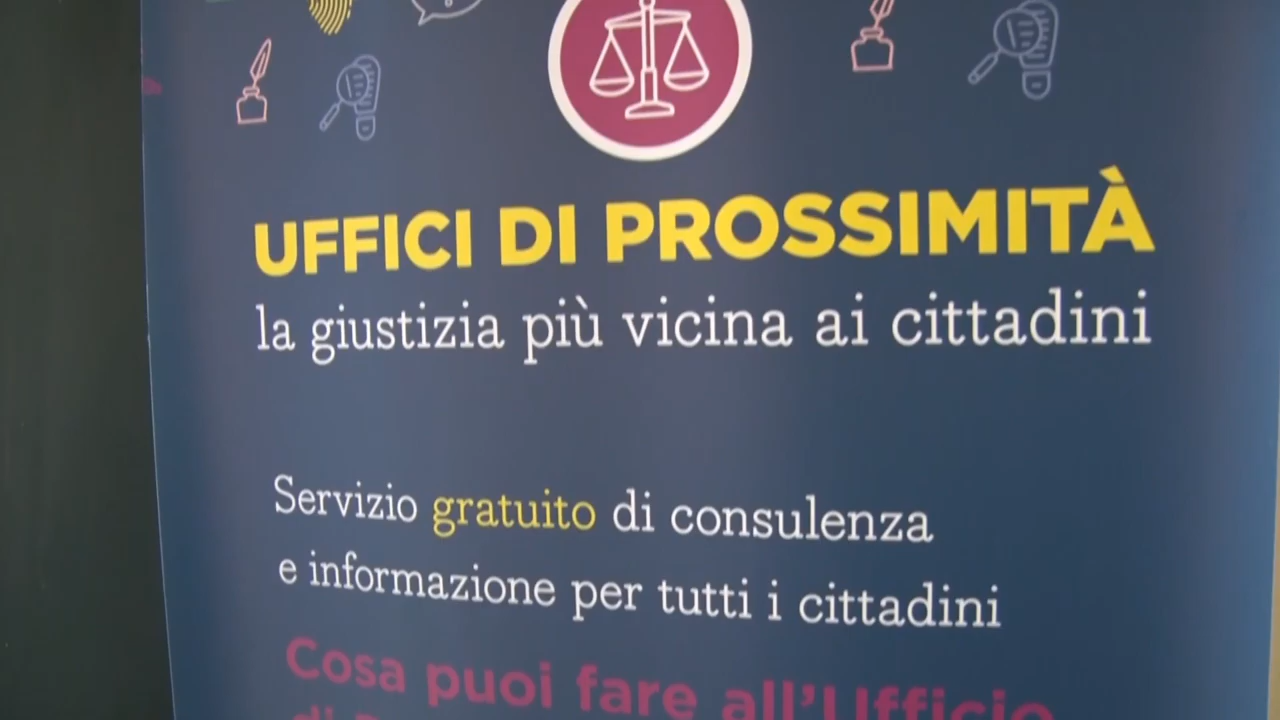 UFFICI DI PROSSIMITÀ
la giustizia più vicina ai cittadini
Servizio gratuito di consulenza
e informazione per tutti i cittadini
Cosa puoi fare all'Ufficio
di